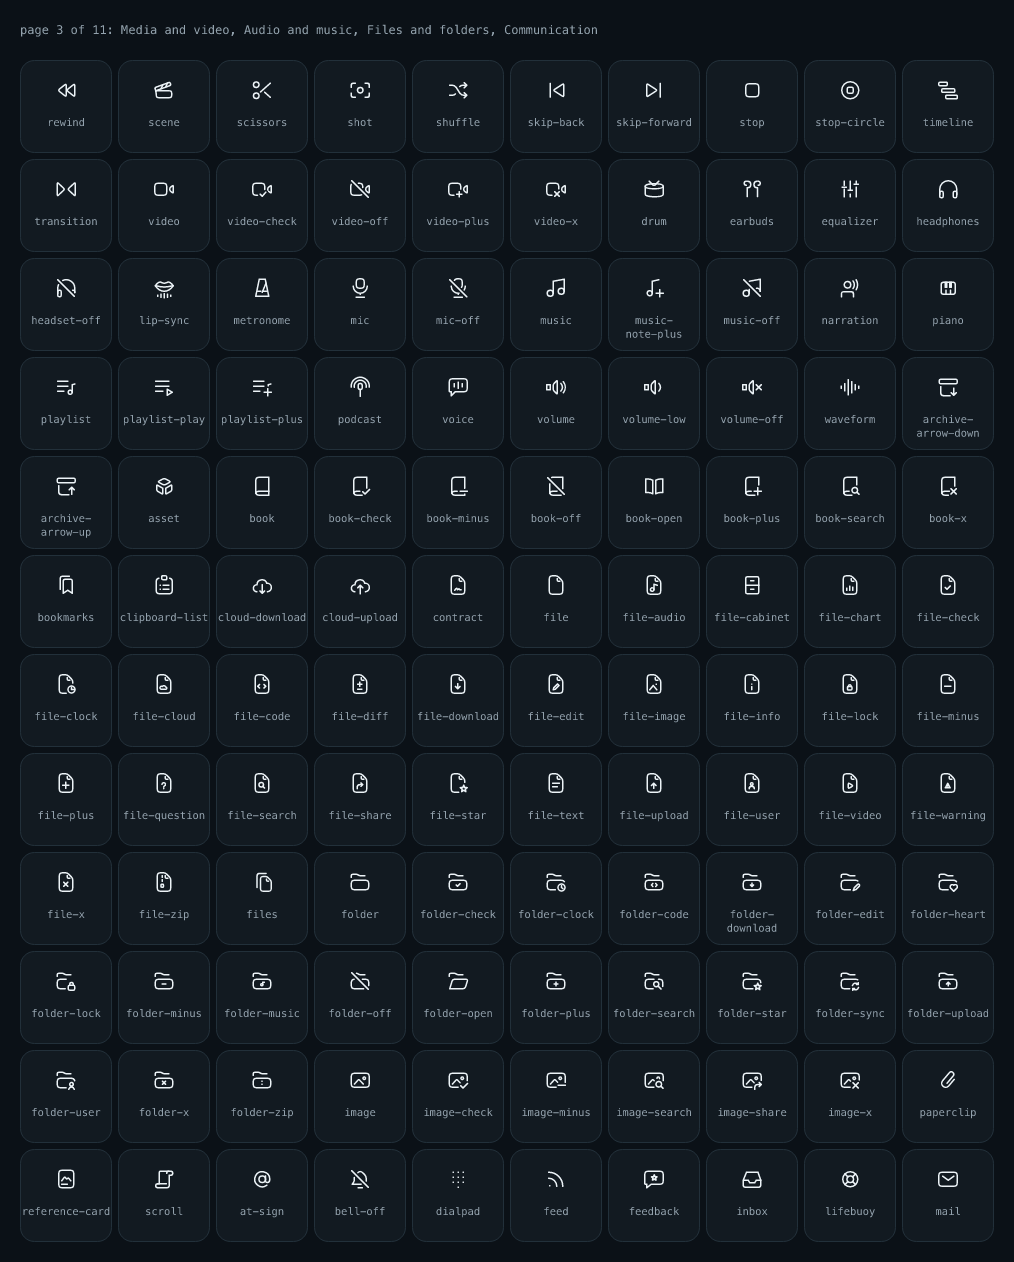 page 3 of 11: Media and video, Audio and music, Files and folders, Communication
rewind
scene
scissors
shot
shuffle
skip-back
skip-forward
stop
stop-circle
timeline
transition
video
video-check
video-off
video-plus
video-x
drum
earbuds
equalizer
headphones
headset-off
lip-sync
metronome
mic
mic-off
music
music-
note-plus
music-off
narration
piano
playlist
playlist-play
playlist-plus
podcast
voice
volume
volume-low
volume-off
waveform
archive-
arrow-down
archive-
arrow-up
asset
book
book-check
book-minus
book-off
book-open
book-plus
book-search
book-x
bookmarks
clipboard-list
cloud-download
cloud-upload
contract
file
file-audio
file-cabinet
file-chart
file-check
file-clock
file-cloud
file-code
file-diff
file-download
file-edit
file-image
file-info
file-lock
file-minus
file-plus
file-question
file-search
file-share
file-star
file-text
file-upload
file-user
file-video
file-warning
file-x
file-zip
files
folder
folder-check
folder-clock
folder-code
folder-
download
folder-edit
folder-heart
folder-lock
folder-minus
folder-music
folder-off
folder-open
folder-plus
folder-search
folder-star
folder-sync
folder-upload
folder-user
folder-x
folder-zip
image
image-check
image-minus
image-search
image-share
image-x
paperclip
reference-card
scroll
at-sign
bell-off
dialpad
feed
feedback
inbox
lifebuoy
mail